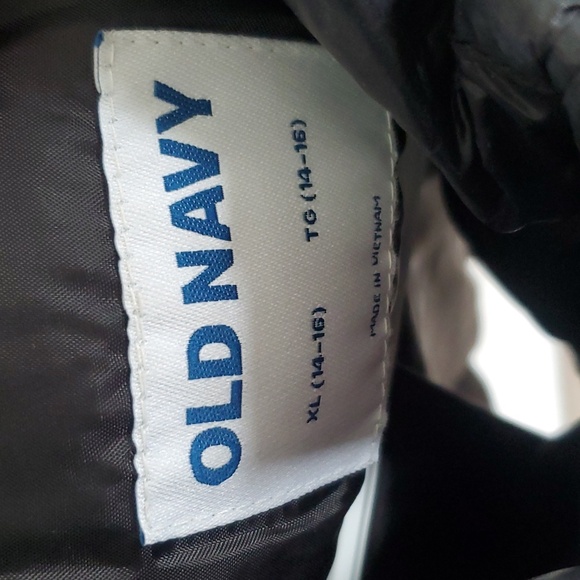 OLD NAVY
XL (14-16) TG (14-16)
MADE IN VIETNAM